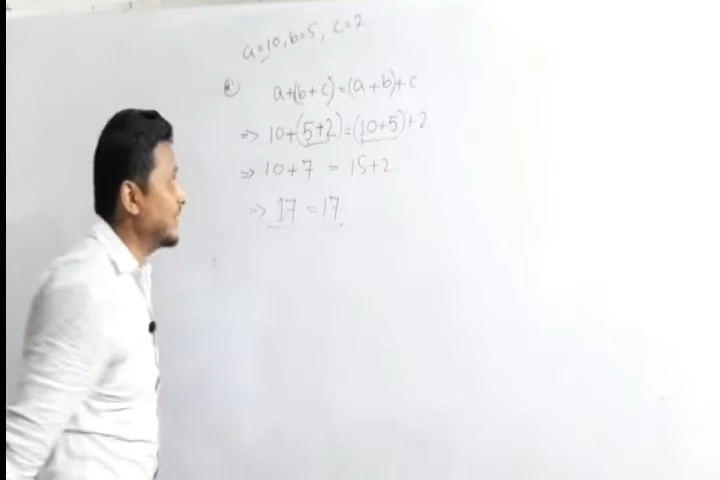 a=10, b=5, c=2
a+(b+c)=(a+b)+c
⇒ 10+(5+2)=(10+5)+2
⇒ 10+7 = 15+2
⇒ 17 = 17